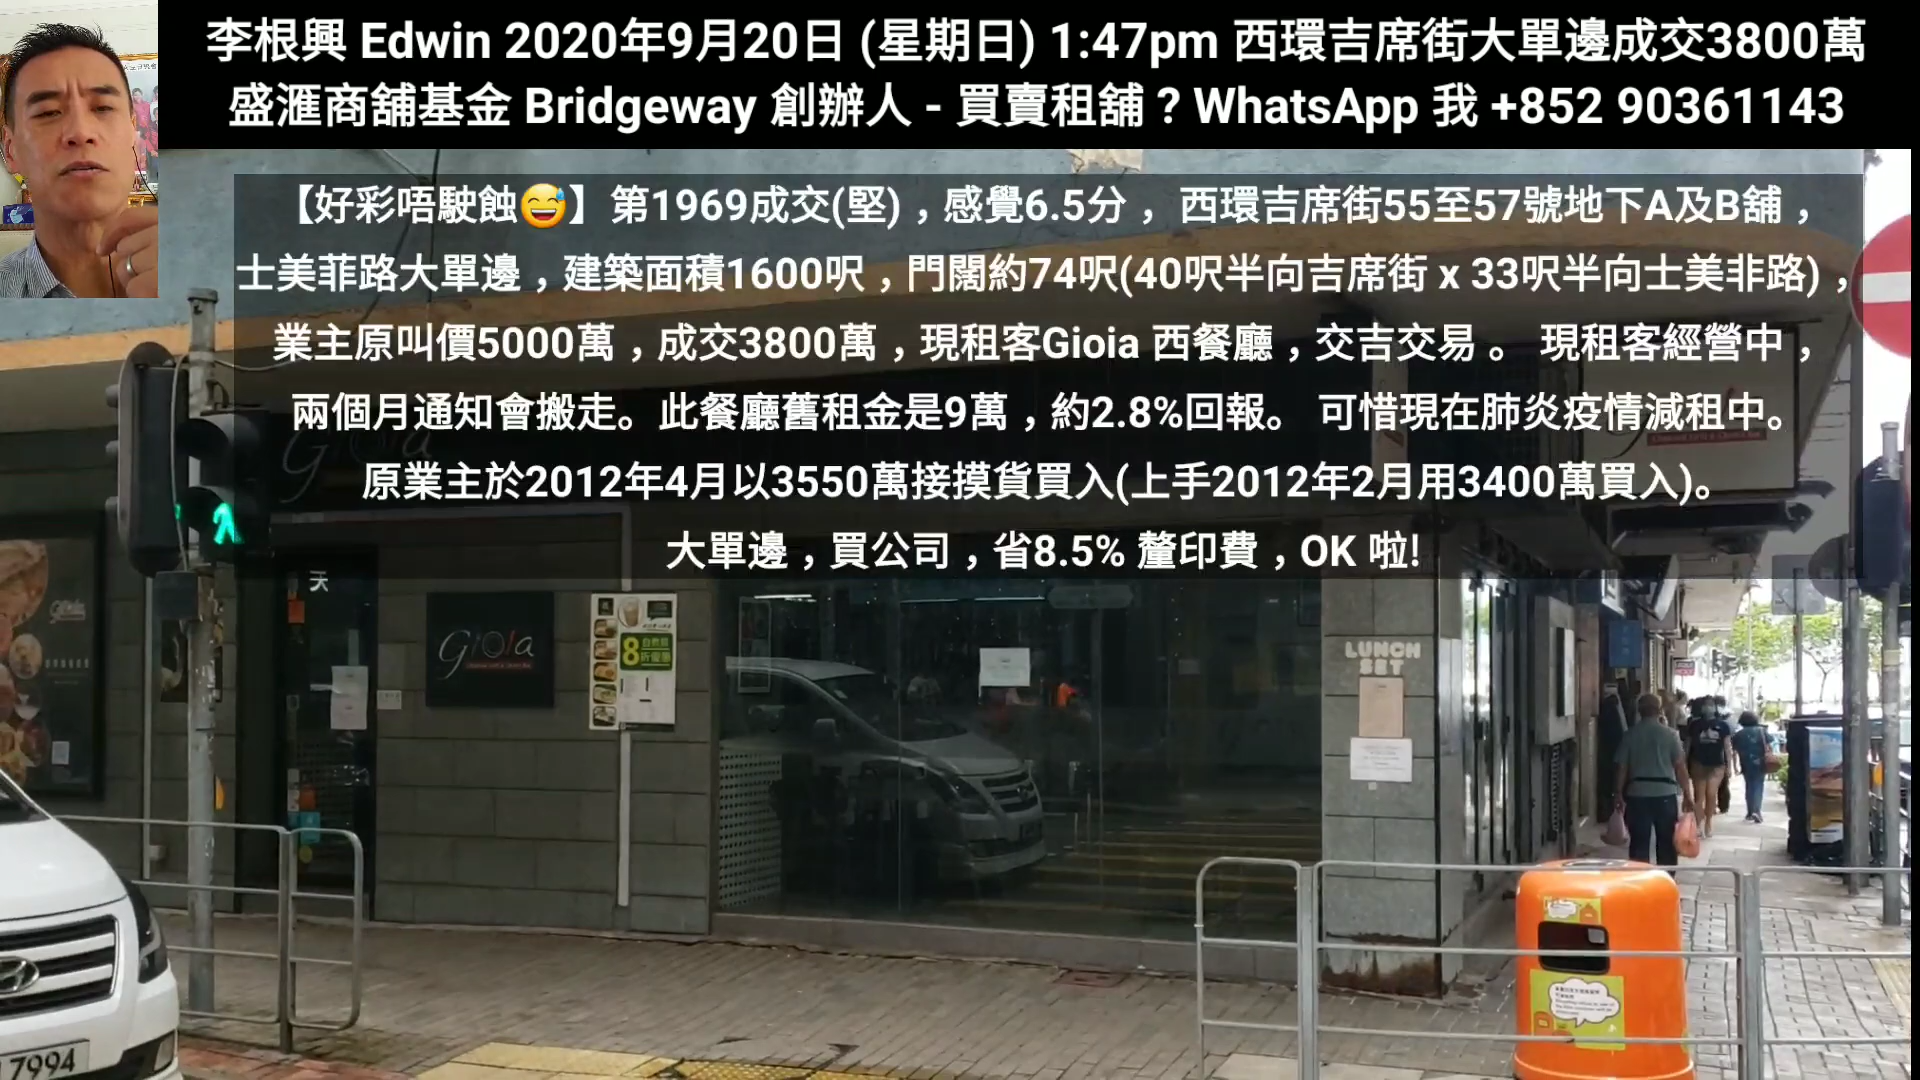 李根興 Edwin 2020年9月20日 (星期日) 1:47pm 西環吉席街大單邊成交3800萬
盛滙商舖基金 Bridgeway 創辦人 - 買賣租舖 ? WhatsApp 我 +852 90361143
【好彩唔駛蝕😅】第1969成交(堅)，感覺6.5分， 西環吉席街55至57號地下A及B舖，
士美菲路大單邊，建築面積1600呎，門闊約74呎(40呎半向吉席街 x 33呎半向士美非路)，
業主原叫價5000萬，成交3800萬，現租客Gioia 西餐廳，交吉交易 。 現租客經營中，
兩個月通知會搬走。此餐廳舊租金是9萬，約2.8%回報。 可惜現在肺炎疫情減租中。
原業主於2012年4月以3550萬接摸貨買入(上手2012年2月用3400萬買入)。
大單邊，買公司，省8.5% 釐印費，OK 啦!
Gioia
天
Gioia
8
自取區
折優惠
LUNCH
SET
7994